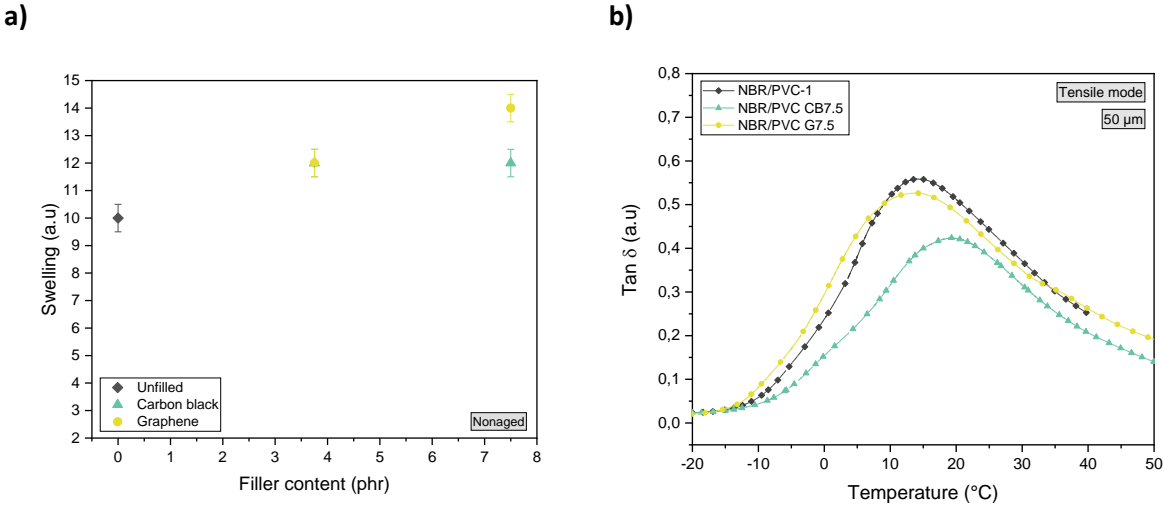 a)
15
14
13
12
11
10
9
8
7
6
5
4
3
2
Swelling (a.u)
Unfilled
Carbon black
Graphene
Nonaged
0 1 2 3 4 5 6 7 8
Filler content (phr)
b)
0,8
0,7
0,6
0,5
0,4
0,3
0,2
0,1
0,0
Tan δ (a.u)
NBR/PVC-1
NBR/PVC CB7.5
NBR/PVC G7.5
Tensile mode
50 µm
-20 -10 0 10 20 30 40 50
Temperature (°C)